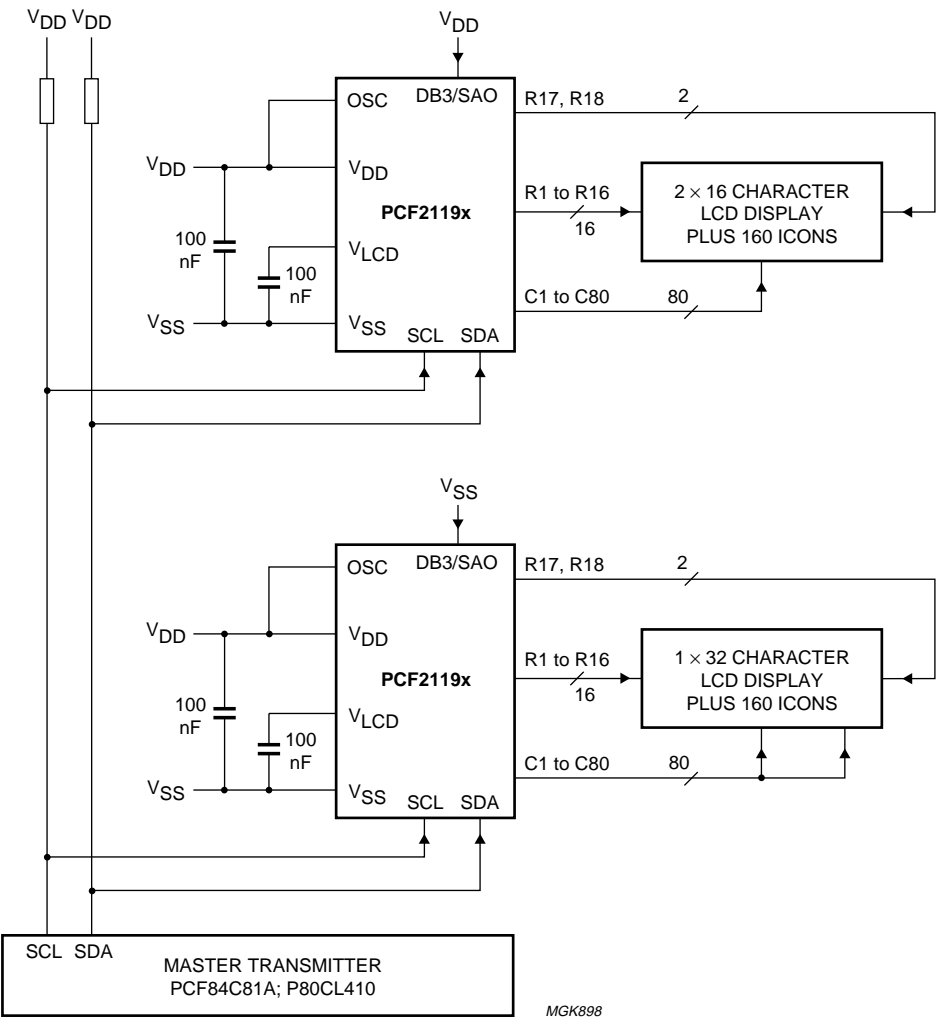 VDD VDD
VDD
OSC
DB3/SAO
R17, R18
2
VDD
VDD
PCF2119x
R1 to R16
16
2 × 16 CHARACTER
LCD DISPLAY
PLUS 160 ICONS
100
nF
VLCD
100
nF
C1 to C80
80
VSS
VSS
SCL
SDA
VSS
OSC
DB3/SAO
R17, R18
2
VDD
VDD
PCF2119x
R1 to R16
16
1 × 32 CHARACTER
LCD DISPLAY
PLUS 160 ICONS
100
nF
VLCD
100
nF
C1 to C80
80
VSS
VSS
SCL
SDA
SCL SDA
MASTER TRANSMITTER
PCF84C81A; P80CL410
MGK898